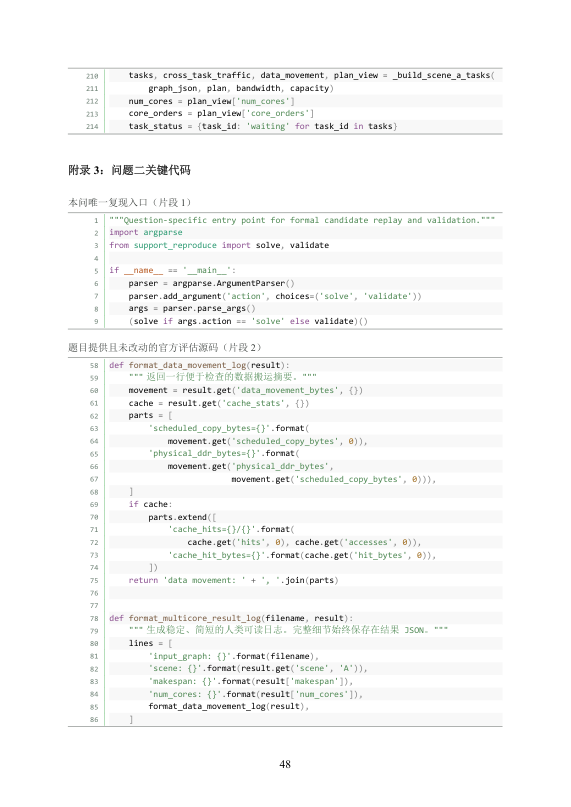 210     tasks, cross_task_traffic, data_movement, plan_view = _build_scene_a_tasks(
211         graph_json, plan, bandwidth, capacity)
212     num_cores = plan_view['num_cores']
213     core_orders = plan_view['core_orders']
214     task_status = {task_id: 'waiting' for task_id in tasks}
附录 3：问题二关键代码
本问唯一复现入口（片段 1）
1 """Question-specific entry point for formal candidate replay and validation."""
2 import argparse
3 from support_reproduce import solve, validate
4
5 if __name__ == '__main__':
6     parser = argparse.ArgumentParser()
7     parser.add_argument('action', choices=('solve', 'validate'))
8     args = parser.parse_args()
9     (solve if args.action == 'solve' else validate)()
题目提供且未改动的官方评估源码（片段 2）
58 def format_data_movement_log(result):
59     """ 返回一行便于检查的数据搬运摘要。"""
60     movement = result.get('data_movement_bytes', {})
61     cache = result.get('cache_stats', {})
62     parts = [
63         'scheduled_copy_bytes={}'.format(
64             movement.get('scheduled_copy_bytes', 0)),
65         'physical_ddr_bytes={}'.format(
66             movement.get('physical_ddr_bytes',
67                          movement.get('scheduled_copy_bytes', 0))),
68     ]
69     if cache:
70         parts.extend([
71             'cache_hits={}/{}'.format(
72                 cache.get('hits', 0), cache.get('accesses', 0)),
73             'cache_hit_bytes={}'.format(cache.get('hit_bytes', 0)),
74         ])
75     return 'data movement: ' + ', '.join(parts)
76
77
78 def format_multicore_result_log(filename, result):
79     """ 生成稳定、简短的人类可读日志。完整细节始终保存在结果 JSON。"""
80     lines = [
81         'input_graph: {}'.format(filename),
82         'scene: {}'.format(result.get('scene', 'A')),
83         'makespan: {}'.format(result['makespan']),
84         'num_cores: {}'.format(result['num_cores']),
85         format_data_movement_log(result),
86     ]
48